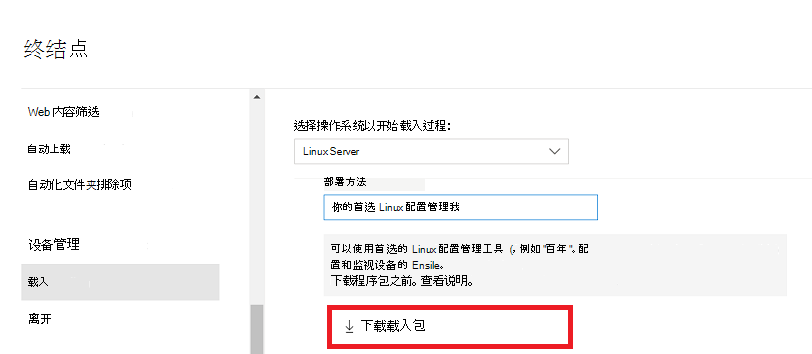 终结点
Web 内容筛选
自动上载
自动化文件夹排除项
设备管理
载入
离开
选择操作系统以开始载入过程:
Linux Server
部署方法
你的首选 Linux 配置管理我
可以使用首选的 Linux 配置管理工具 (, 例如 "百年 "。配
置和监视设备的 Ensile。
下载程序包之前。查看说明。
下载载入包